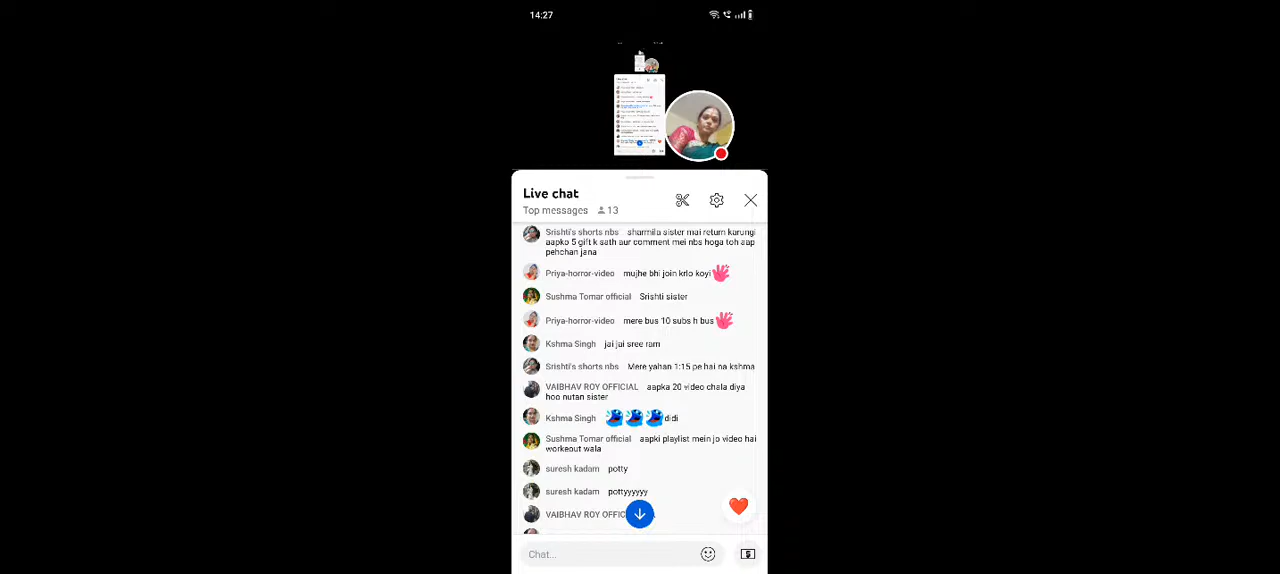 14:27
Live chat
Top messages 13
Srishti's shorts nbs sharmila sister mai return karungi
aapko 5 gift k sath aur comment mei nbs hoga toh aap
pehchan jana
Priya-horror-video mujhe bhi join krlo koyi
Sushma Tomar official Srishti sister
Priya-horror-video mere bus 10 subs h bus
Kshma Singh jai jai sree ram
Srishti's shorts nbs Mere yahan 1:15 pe hai na kshma
VAIBHAV ROY OFFICIAL aapka 20 video chala diya
hoo nutan sister
Kshma Singh didi
Sushma Tomar official aapki playlist mein jo video hai
workeout wala
suresh kadam potty
suresh kadam pottyyyyyy
VAIBHAV ROY
Chat...